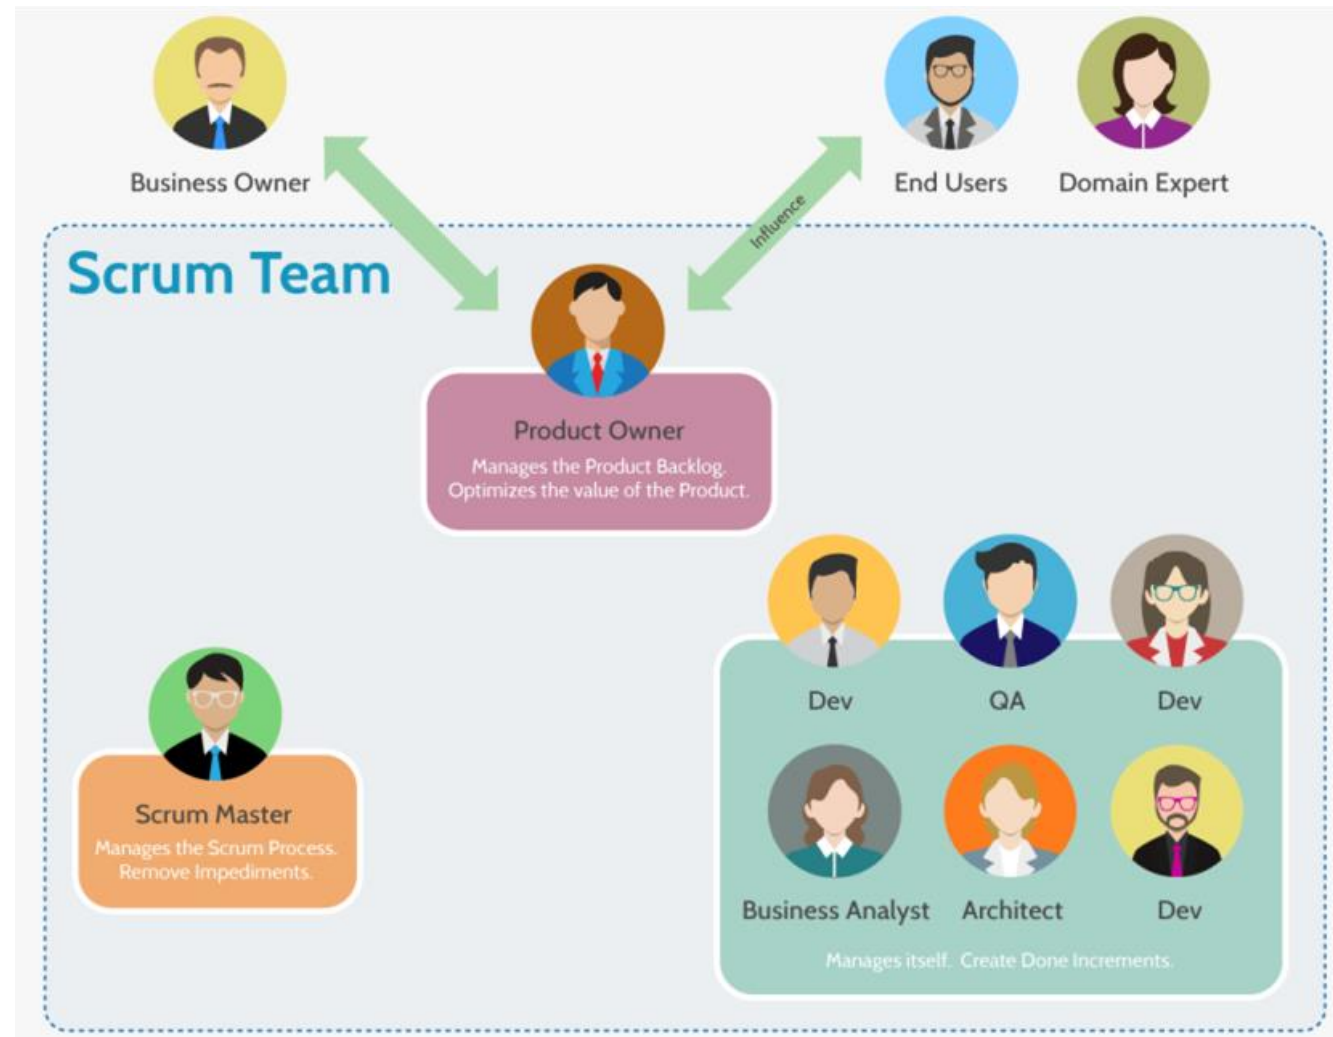 Business Owner
End Users
Domain Expert
Influence
Scrum Team
Product Owner
Manages the Product Backlog.
Optimizes the value of the Product.
Dev
QA
Dev
Scrum Master
Manages the Scrum Process.
Remove Impediments.
Business Analyst
Architect
Dev
Manages itself. Create Done Increments.